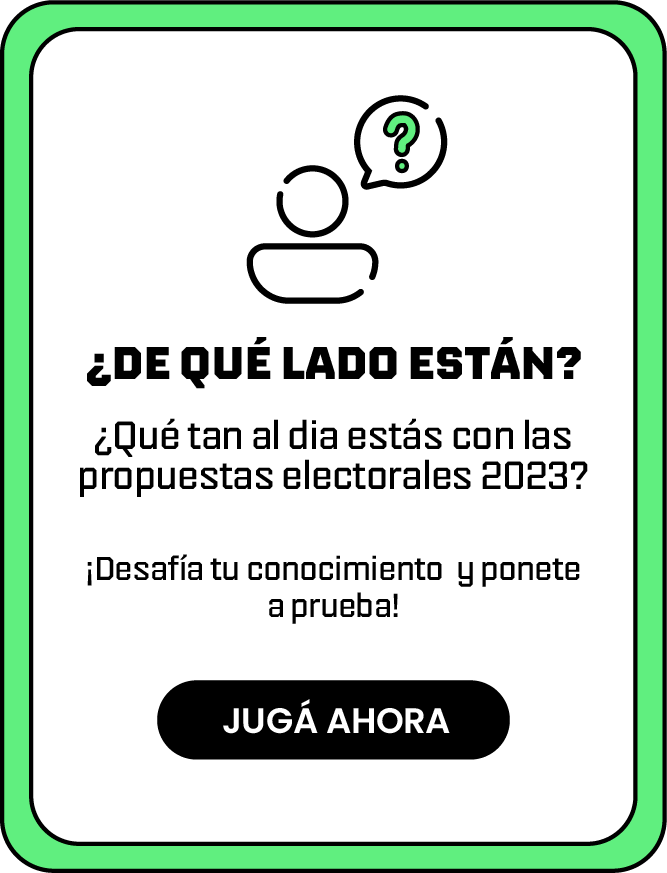 ¿DE QUÉ LADO ESTÁN?
¿Qué tan al dia estás con las
propuestas electorales 2023?
¡Desafía tu conocimiento y ponete
a prueba!
JUGÁ AHORA